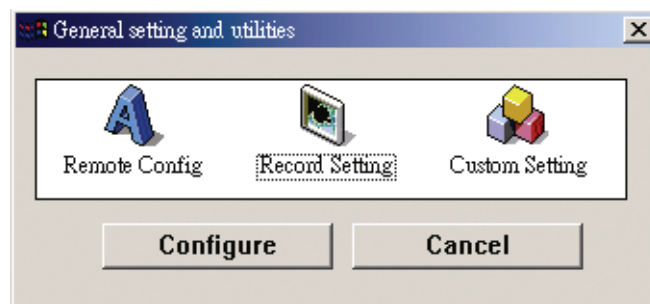 General setting and utilities
Remote Config Record Setting Custom Setting
Configure Cancel